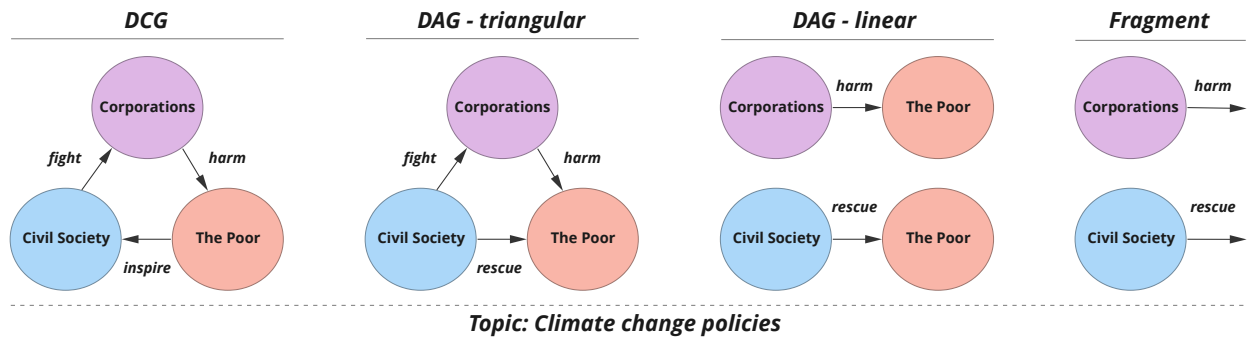 DCG
DAG - triangular
DAG - linear
Fragment
Corporations
fight
harm
Civil Society
The Poor
inspire
Corporations
fight
harm
Civil Society
The Poor
rescue
Corporations
harm
The Poor
Civil Society
rescue
The Poor
Corporations
harm
Civil Society
rescue
Topic: Climate change policies